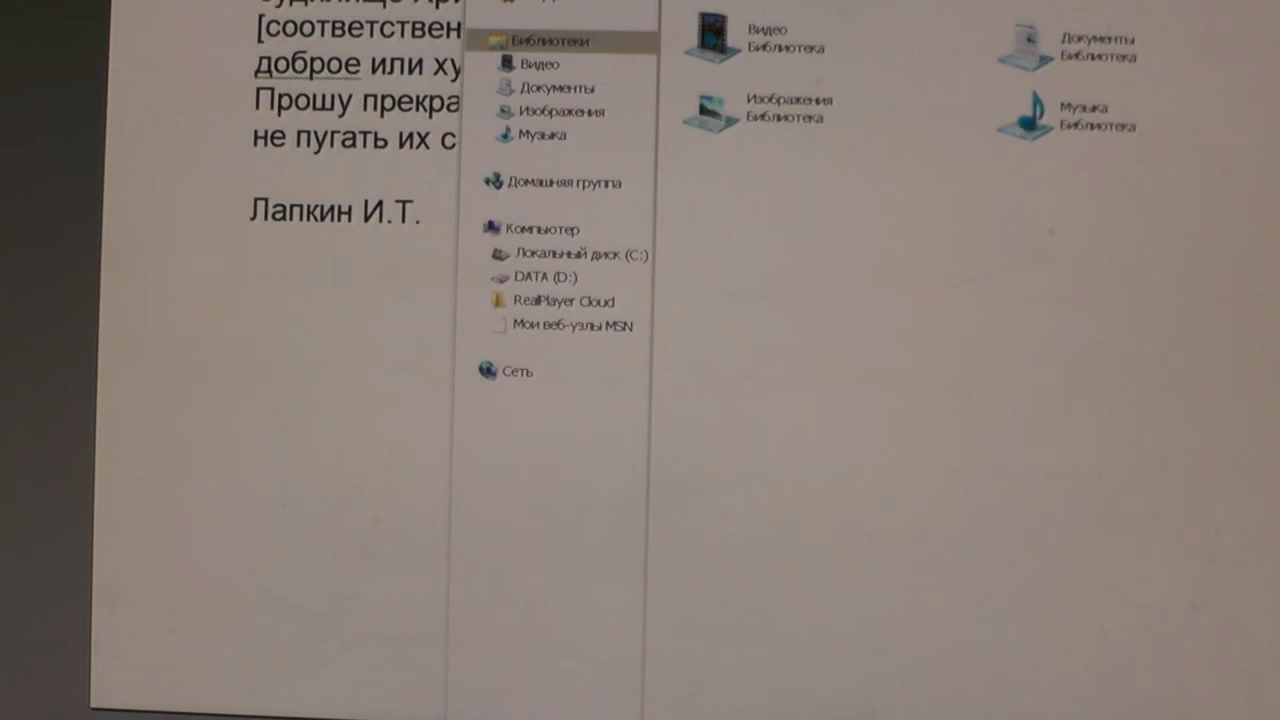 [соответствен
доброе или ху
Прошу прекра
не пугать их с
Лапкин И.Т.
Библиотеки
Видео
Документы
Изображения
Музыка
Домашняя группа
Компьютер
Локальный диск (C:)
DATA (D:)
RealPlayer Cloud
Мои веб-узлы MSN
Сеть
Видео
Библиотека
Документы
Библиотека
Изображения
Библиотека
Музыка
Библиотека